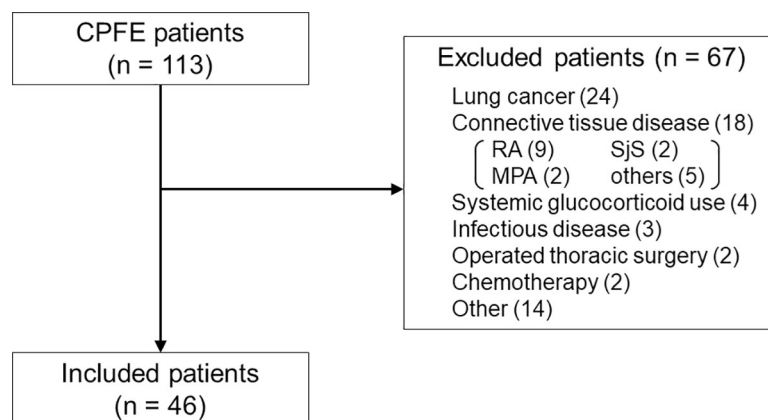 CPFE patients
(n = 113)
Excluded patients (n = 67)
Lung cancer (24)
Connective tissue disease (18)
RA (9) SjS (2)
MPA (2) others (5)
Systemic glucocorticoid use (4)
Infectious disease (3)
Operated thoracic surgery (2)
Chemotherapy (2)
Other (14)
Included patients
(n = 46)